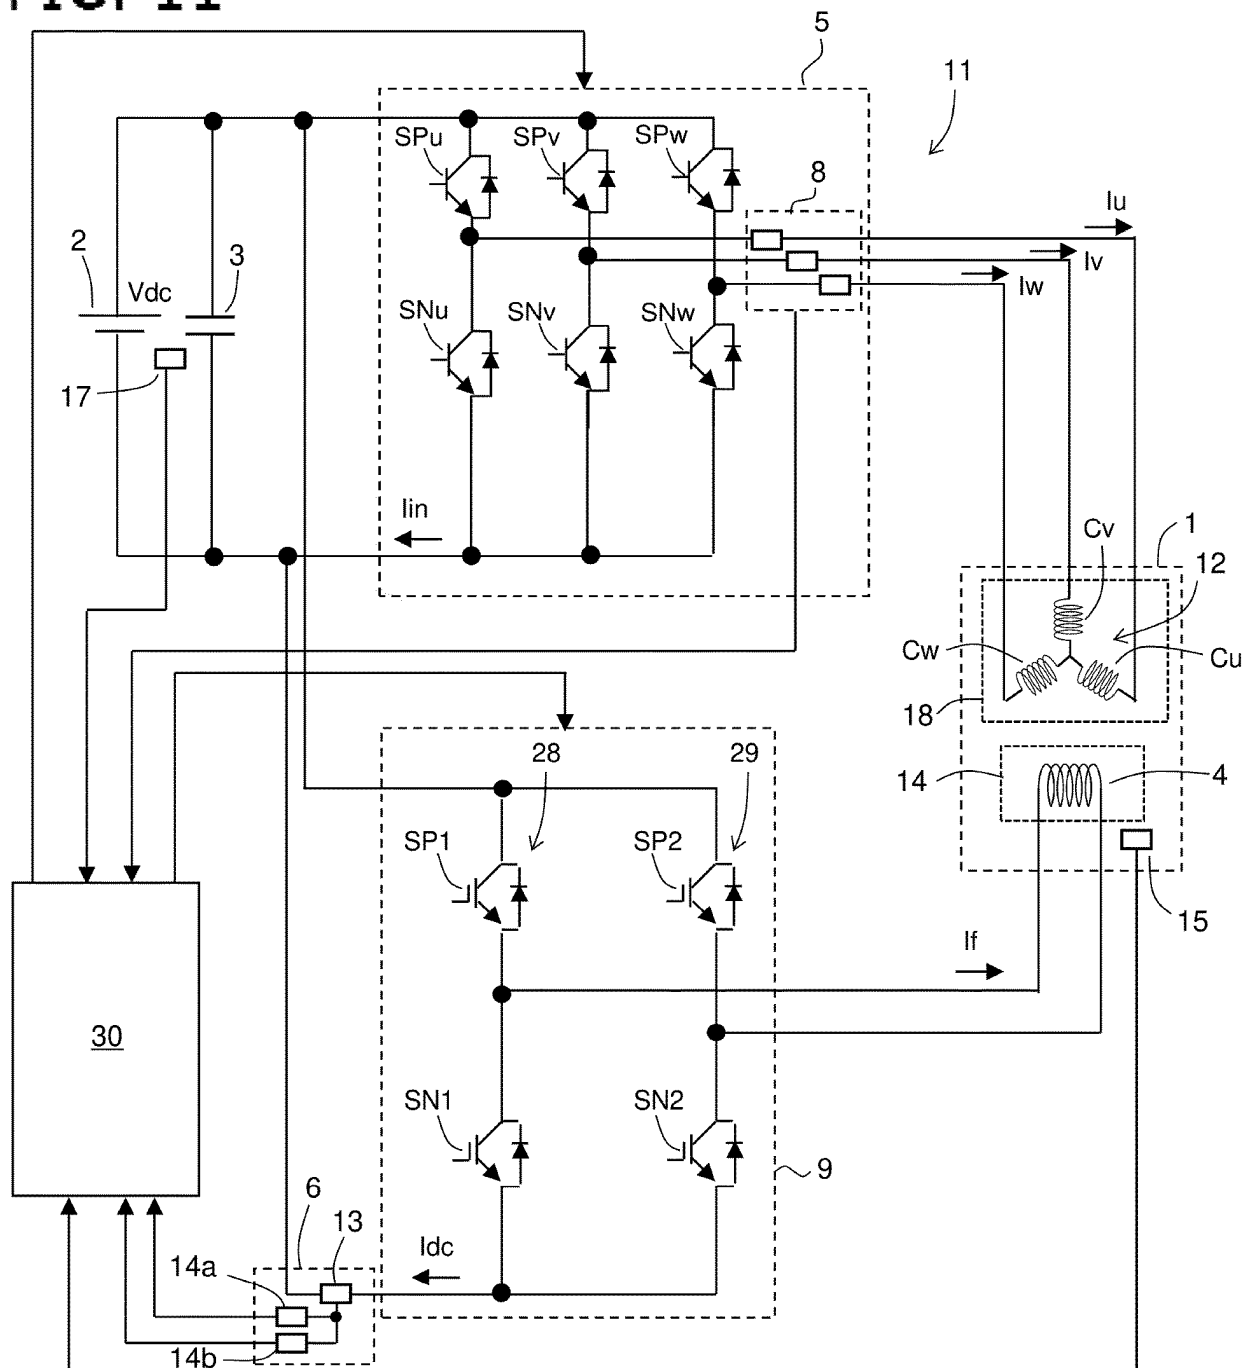 FIG. 11
5
11
SPu
SPv
SPw
8
Iu
2
3
Iv
Vdc
Iw
SNu
SNv
SNw
17
Iin
1
Cv
12
Cw
Cu
18
28
29
14
4
SP1
SP2
15
If
30
SN1
SN2
9
6
13
Idc
14a
14b